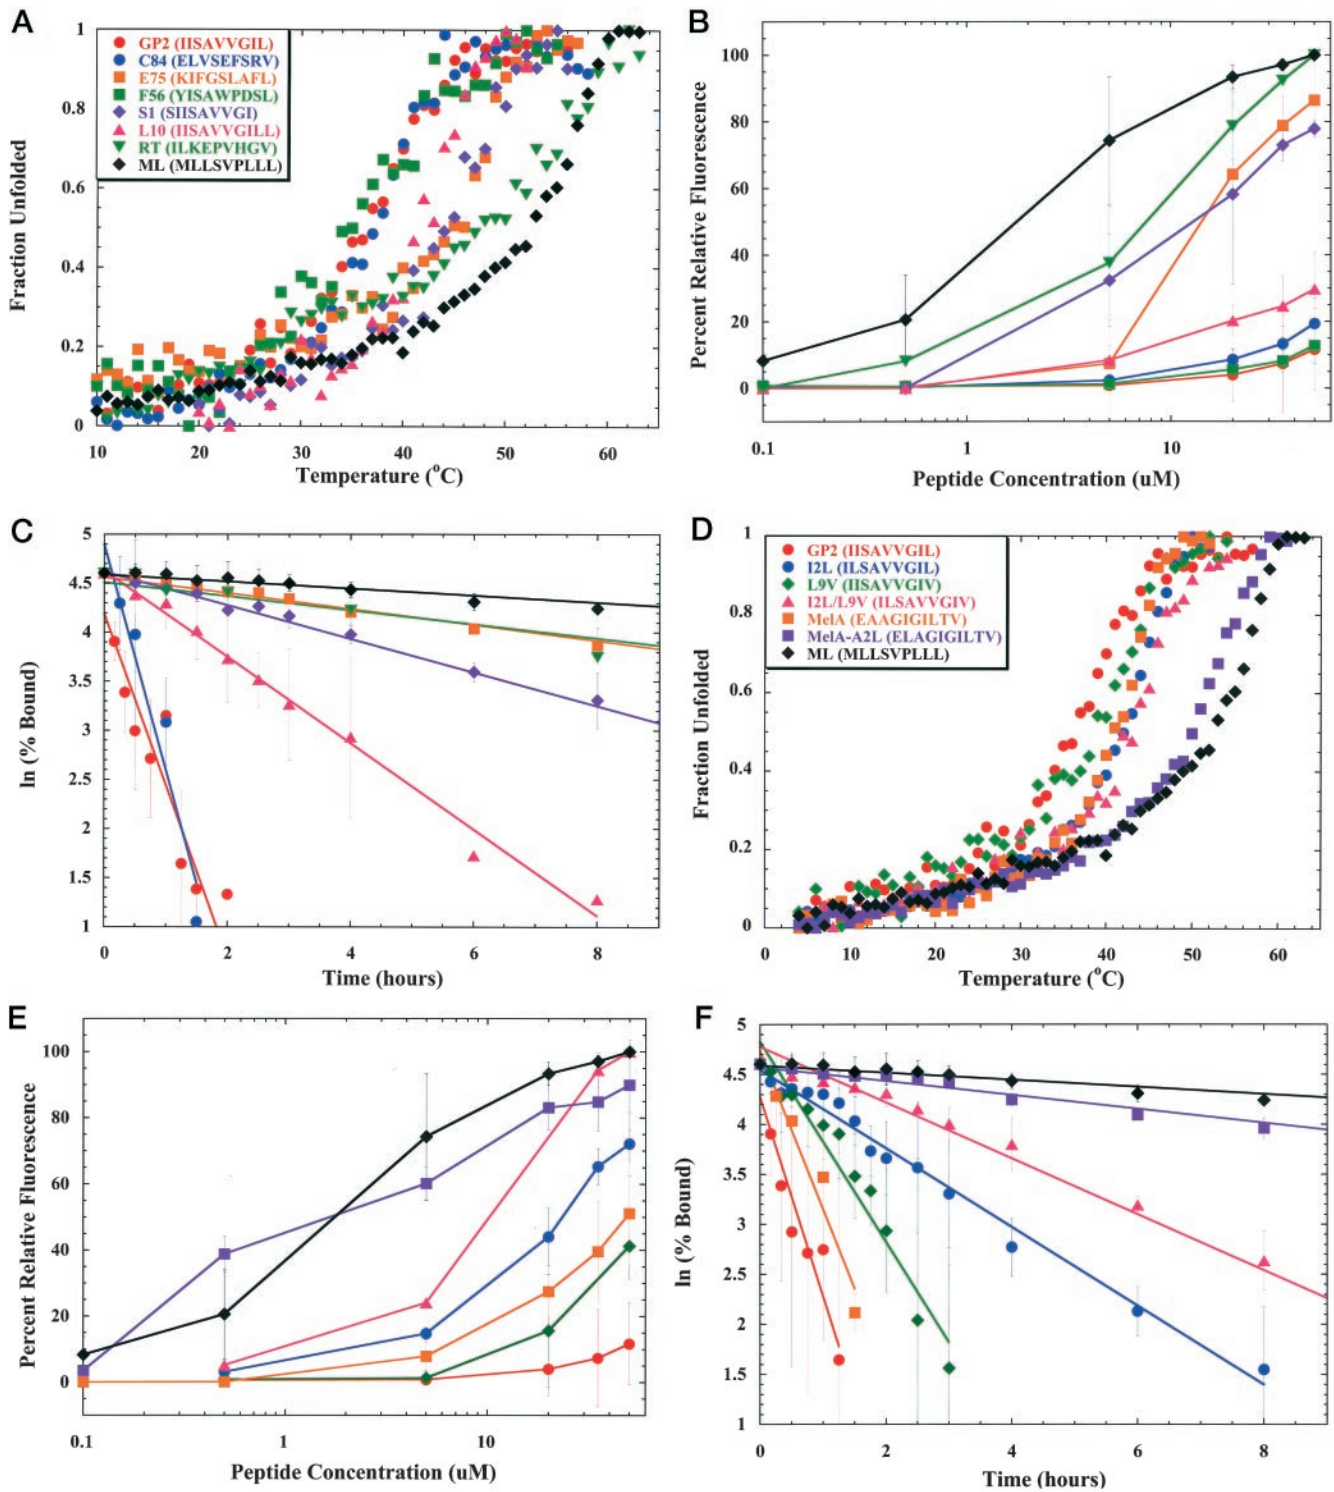 A
GP2 (IISAVVGIL)
C84 (ELVSEFSRV)
E75 (KIFGSLAFL)
F56 (YISAWPDSL)
S1 (SIISAVVGI)
L10 (IISAVVGILL)
RT (ILKEPVHGV)
ML (MLLSVPLLL)
Fraction Unfolded
1
0.8
0.6
0.4
0.2
0
10 20 30 40 50 60
Temperature (°C)
B
Percent Relative Fluorescence
100
80
60
40
20
0
0.1 1 10
Peptide Concentration (uM)
C
ln (% Bound)
5
4.5
4
3.5
3
2.5
2
1.5
1
0 2 4 6 8
Time (hours)
D
GP2 (IISAVVGIL)
I2L (ILSAVVGIL)
L9V (IISAVVGIV)
I2L/L9V (ILSAVVGIV)
MelA (EAAGIGILTV)
MelA-A2L (ELAGIGILTV)
ML (MLLSVPLLL)
Fraction Unfolded
1
0.8
0.6
0.4
0.2
0
0 10 20 30 40 50 60
Temperature (°C)
E
Percent Relative Fluorescence
100
80
60
40
20
0
0.1 1 10
Peptide Concentration (uM)
F
ln (% Bound)
5
4.5
4
3.5
3
2.5
2
1.5
1
0 2 4 6 8
Time (hours)